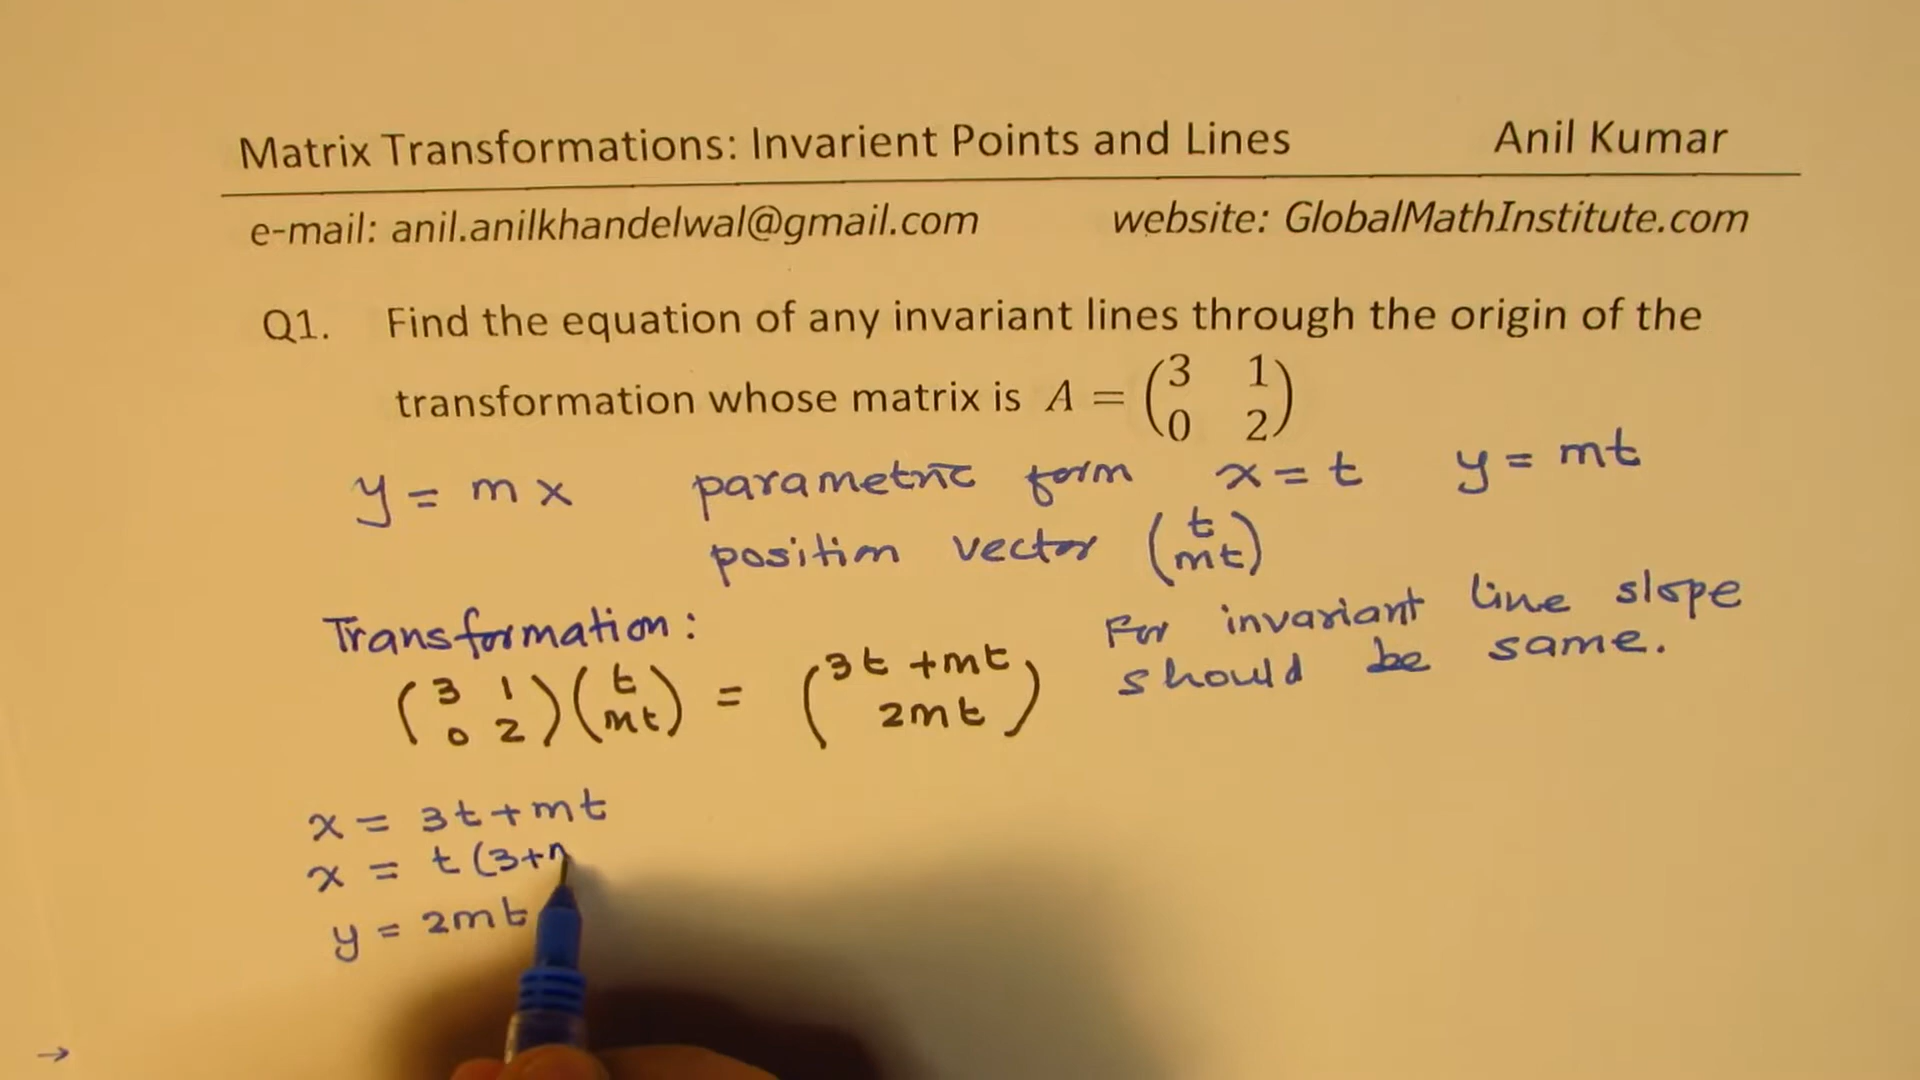 Matrix Transformations: Invarient Points and Lines Anil Kumar
e-mail: anil.anilkhandelwal@gmail.com website: GlobalMathInstitute.com
Q1. Find the equation of any invariant lines through the origin of the
transformation whose matrix is A = (3 1
0 2)
y = mx parametric form x = t y = mt
position vector (t
mt)
Transformation:
For invariant line slope
should be same.
(3 1
0 2)(t
mt) = (3t + mt
2mt)
x = 3t + mt
x = t (3+
y = 2mt
→